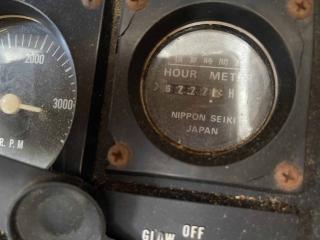 2000
3000
R. P. M
HOUR METER
H
NIPPON SEIKI
JAPAN
OFF
GLOW